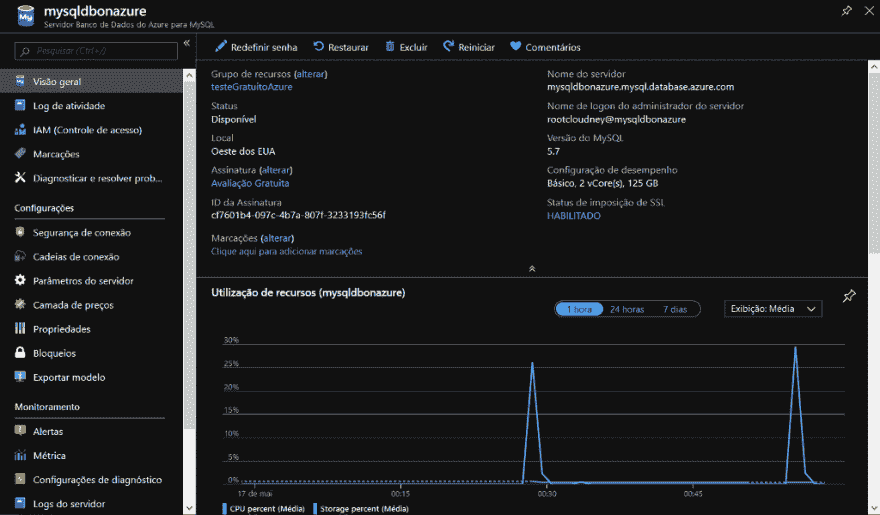 mysqldbonazure
Servidor Banco de Dados do Azure para MySQL
Pesquisar (Ctrl+/)
«
Visão geral
Log de atividade
IAM (Controle de acesso)
Marcações
Diagnosticar e resolver prob...
Configurações
Segurança de conexão
Cadeias de conexão
Parâmetros do servidor
Camada de preços
Propriedades
Bloqueios
Exportar modelo
Monitoramento
Alertas
Métrica
Configurações de diagnóstico
Logs do servidor
Redefinir senha Restaurar Excluir Reiniciar Comentários
Grupo de recursos (alterar)
testeGratuitoAzure
Status
Disponível
Local
Oeste dos EUA
Assinatura (alterar)
Avaliação Gratuita
ID da Assinatura
cf7601b4-097c-4b7a-807f-3233193fc56f
Marcações (alterar)
Clique aqui para adicionar marcações
Nome do servidor
mysqldbonazure.mysql.database.azure.com
Nome de logon do administrador do servidor
rootcloudney@mysqldbonazure
Versão do MySQL
5.7
Configuração de desempenho
Básico, 2 vCore(s), 125 GB
Status de imposição de SSL
HABILITADO
Utilização de recursos (mysqldbonazure)
1 hora 24 horas 7 dias
Exibição: Média
30%
25%
20%
15%
10%
5%
0%
17 de mai 00:15 00:30 00:45
CPU percent (Média) Storage percent (Média)